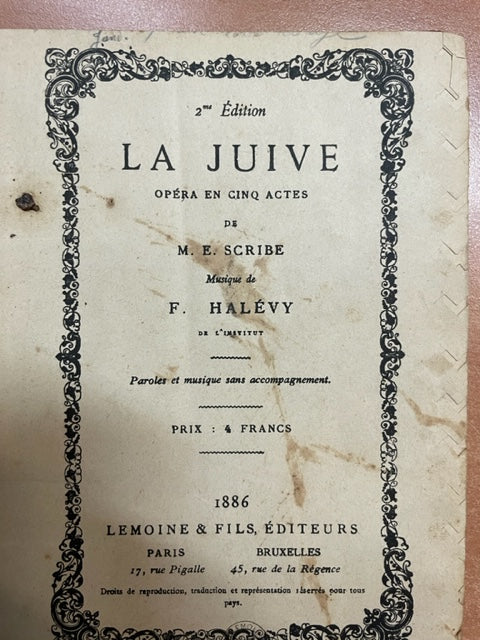 2me Édition
LA JUIVE
OPÉRA EN CINQ ACTES
DE
M. E. SCRIBE
Musique de
F. HALÉVY
DE L'INSTITUT
Paroles et musique sans accompagnement.
PRIX : 4 FRANCS
1886
LEMOINE & FILS, ÉDITEURS
PARIS BRUXELLES
17, rue Pigalle 45, rue de la Régence
Droits de reproduction, traduction et représentation réservés pour tous
pays.